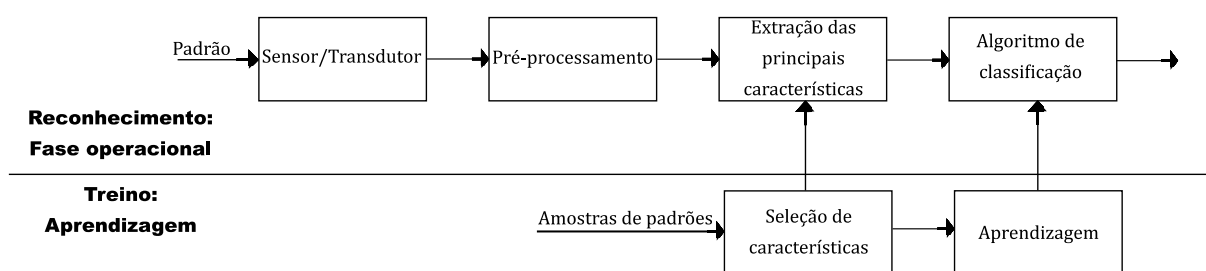 Padrão
Sensor/Transdutor
Pré-processamento
Extração das
principais
características
Algoritmo de
classificação
Reconhecimento:
Fase operacional
Treino:
Aprendizagem
Amostras de padrões
Seleção de
características
Aprendizagem